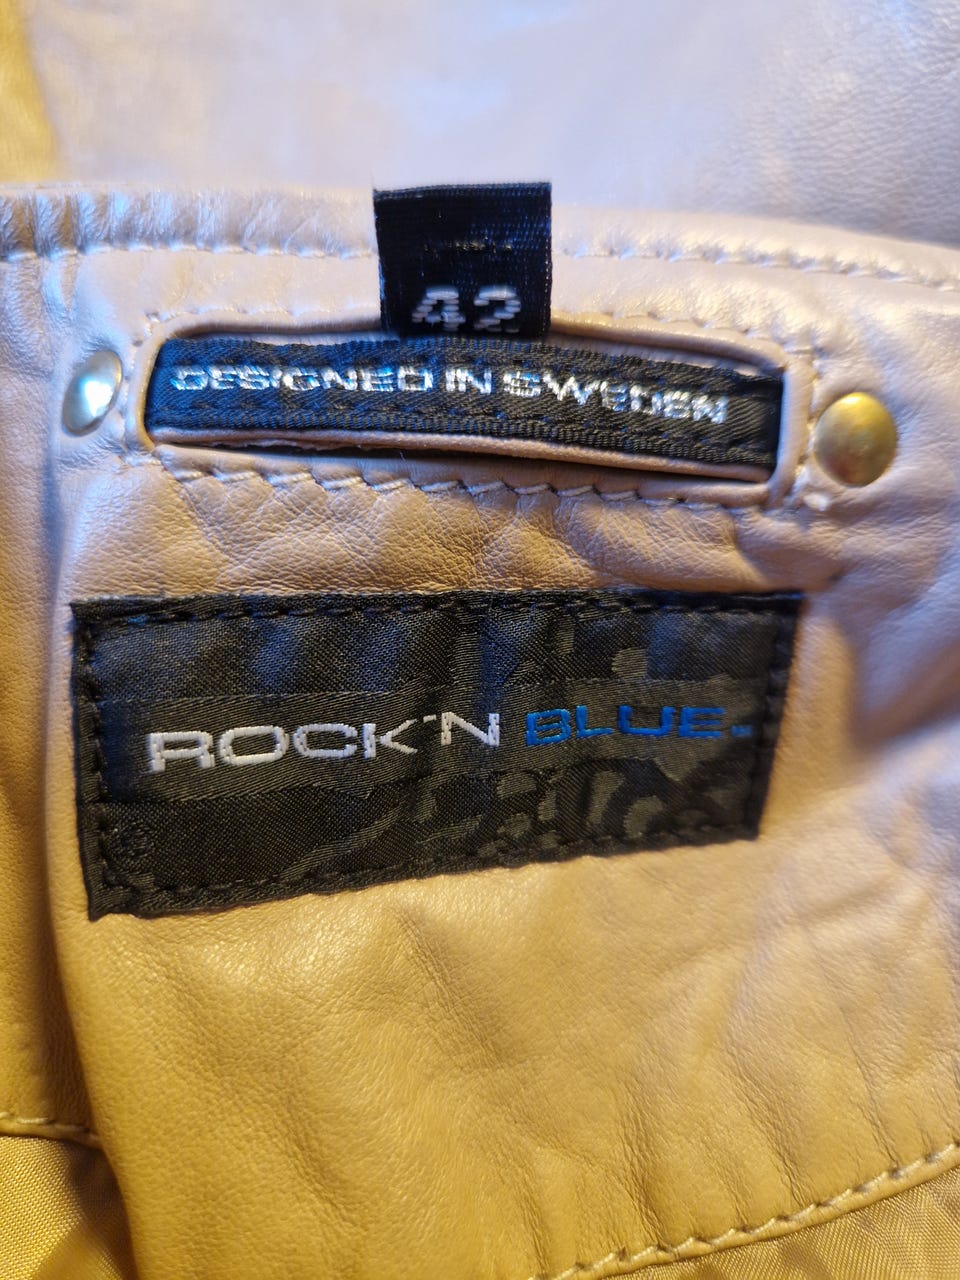 42
DESIGNED IN SWEDEN
ROCK'N BLUE